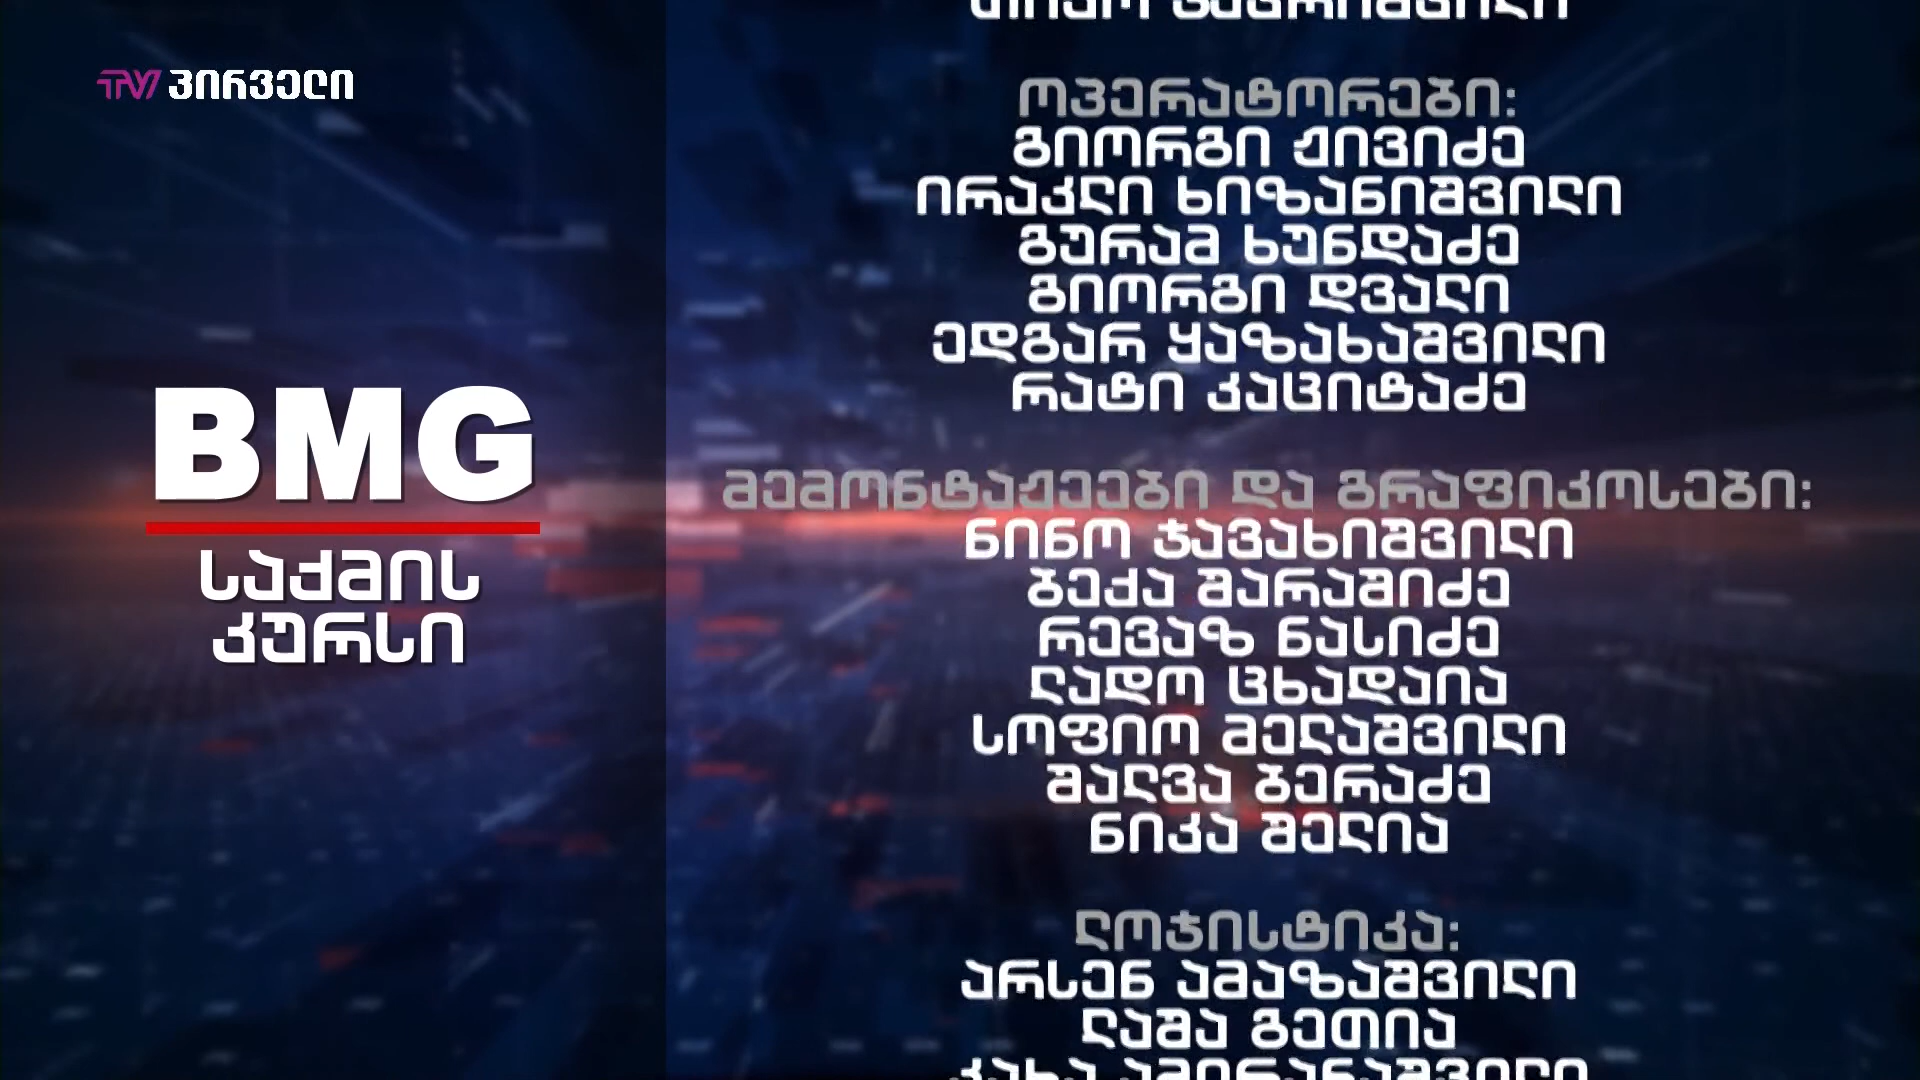 TV პირველი
BMG
საქმის
კურსი
ოპერატორები:
გიორგი ჟივიძე
ირაკლი ხიზანიშვილი
გურამ ხუნდაძე
გიორგი დვალი
ედგარ ყაზახაშვილი
რატი კაციტაძე
მემონტაჟეები და გრაფიკოსები:
ნინო ჯავახიშვილი
ბექა შარაშიძე
რევაზ ნასიძე
ლადო ცხადაია
სოფიო მელაშვილი
შალვა ბერაძე
ნიკა შელია
ლოჯისტიკა:
არსენ ამაზაშვილი
ლაშა გეთია